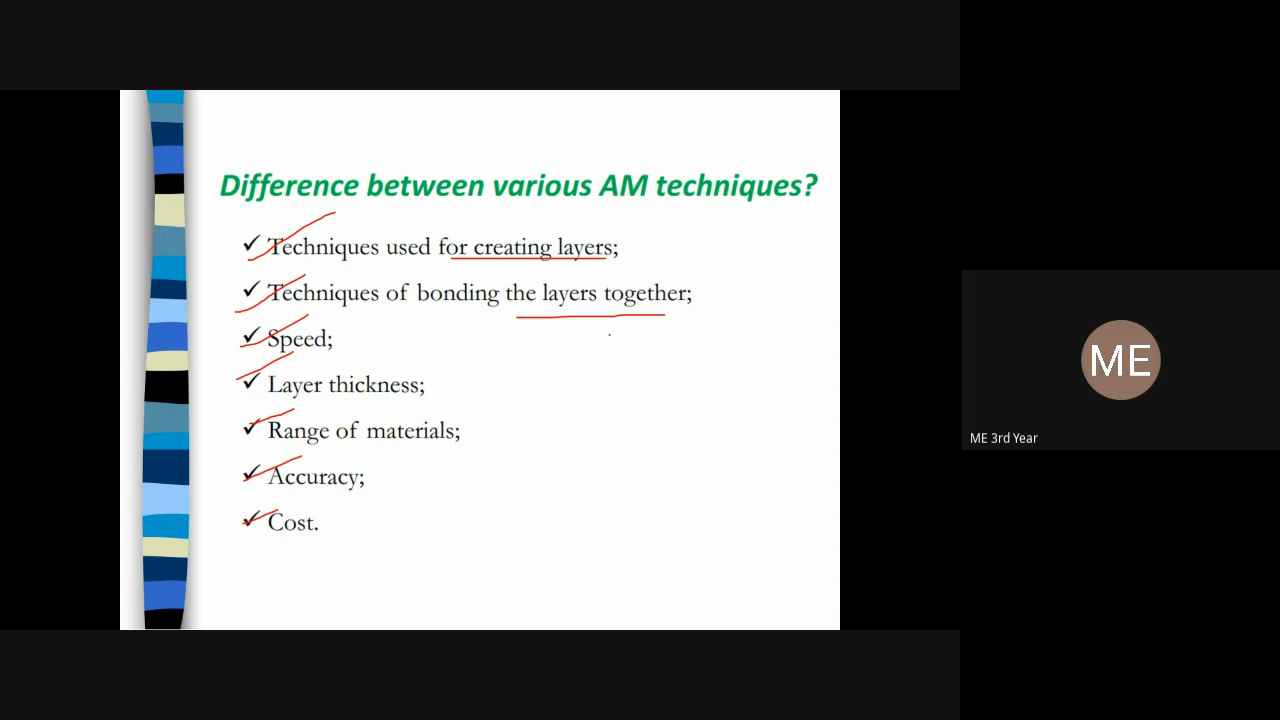 Difference between various AM techniques?
✓ Techniques used for creating layers;
✓ Techniques of bonding the layers together;
✓ Speed;
✓ Layer thickness;
✓ Range of materials;
✓ Accuracy;
✓ Cost.
ME
ME 3rd Year